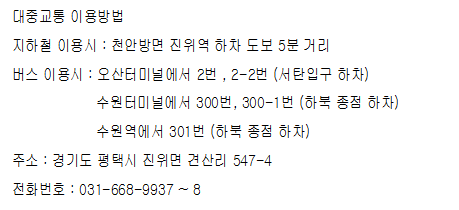 대중교통 이용방법
지하철 이용시 : 천안방면 진위역 하차 도보 5분 거리
버스 이용시 : 오산터미널에서 2번 , 2-2번 (서탄입구 하차)
수원터미널에서 300번, 300-1번 (하북 종점 하차)
수원역에서 301번 (하북 종점 하차)
주소 : 경기도 평택시 진위면 견산리 547-4
전화번호 : 031-668-9937 ~ 8